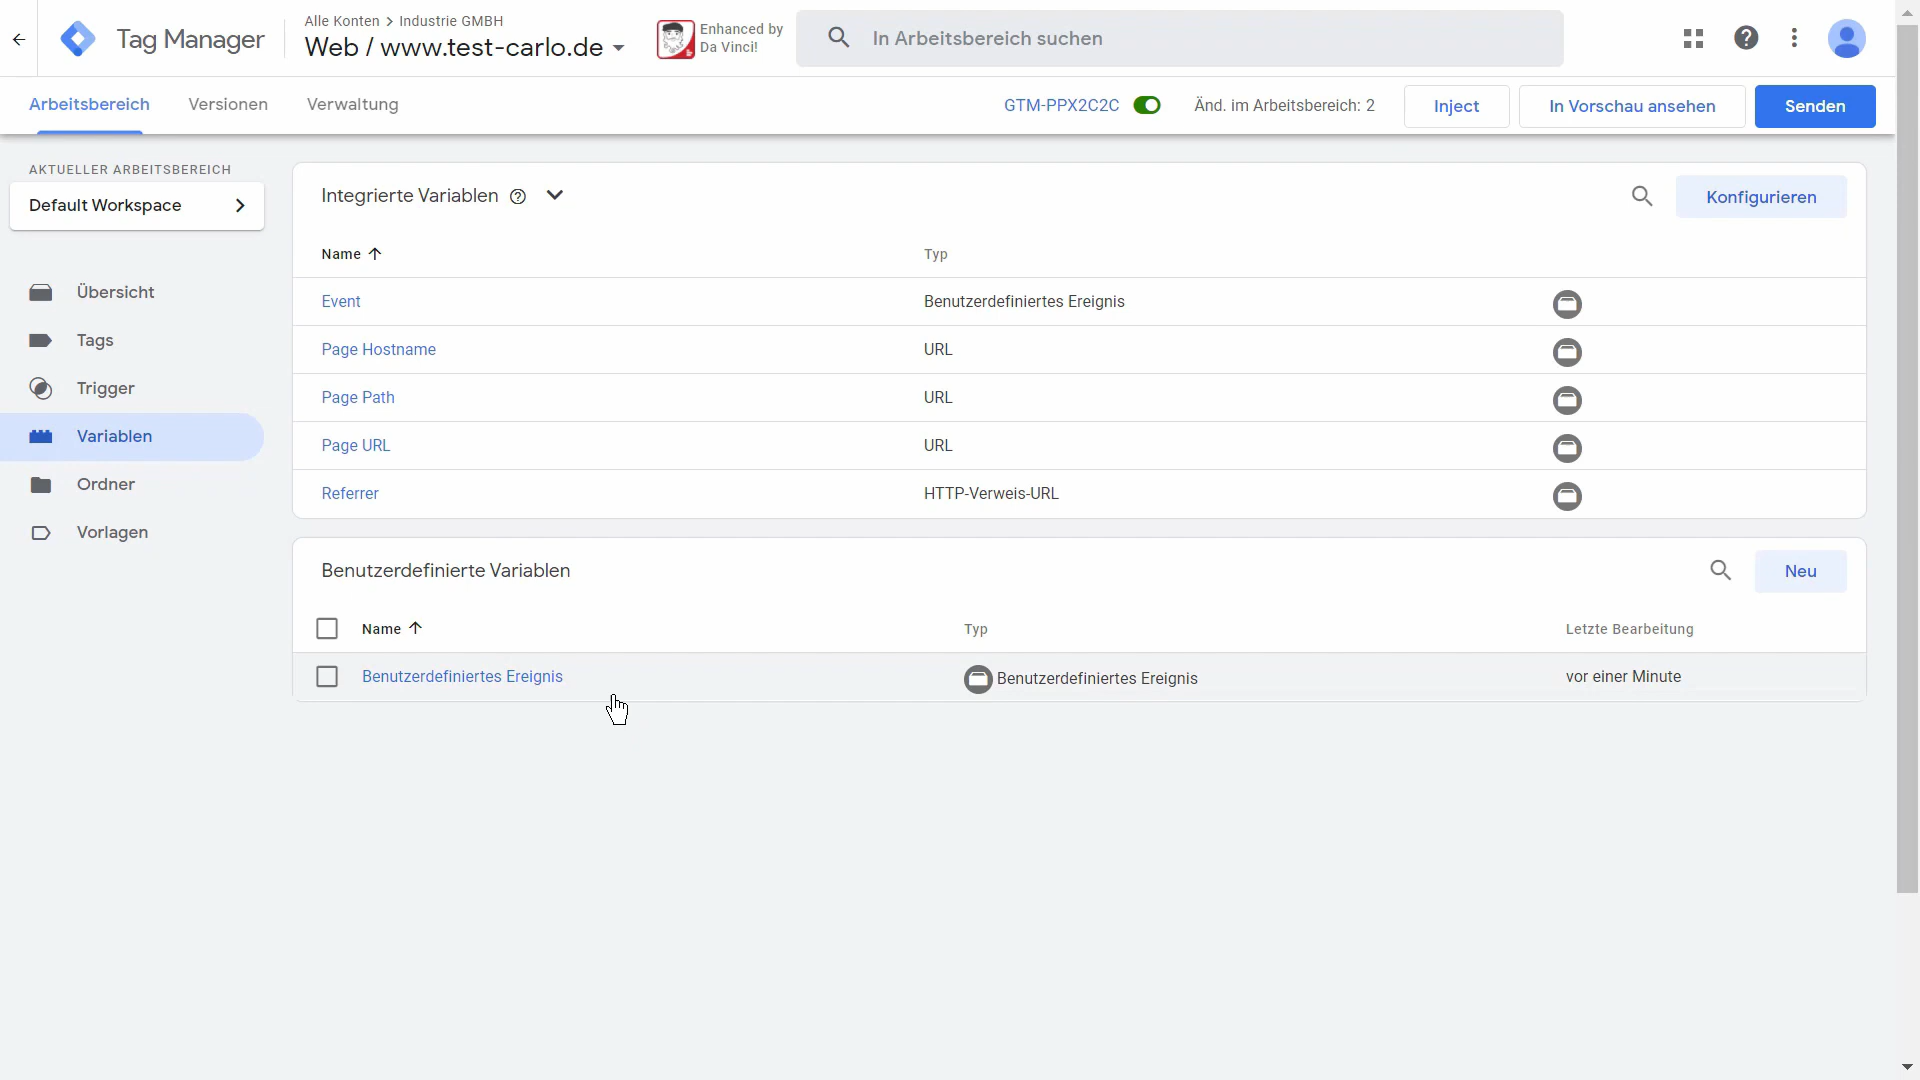 Tag Manager
Alle Konten > Industrie GMBH
Web / www.test-carlo.de
Enhanced by
Da Vinci!
In Arbeitsbereich suchen
Arbeitsbereich
Versionen
Verwaltung
GTM-PPX2C2C
Änd. im Arbeitsbereich: 2
Inject
In Vorschau ansehen
Senden
AKTUELLER ARBEITSBEREICH
Default Workspace
Übersicht
Tags
Trigger
Variablen
Ordner
Vorlagen
Integrierte Variablen
Konfigurieren
Name Typ
Event Benutzerdefiniertes Ereignis
Page Hostname URL
Page Path URL
Page URL URL
Referrer HTTP-Verweis-URL
Benutzerdefinierte Variablen
Neu
Name Typ Letzte Bearbeitung
Benutzerdefiniertes Ereignis Benutzerdefiniertes Ereignis vor einer Minute